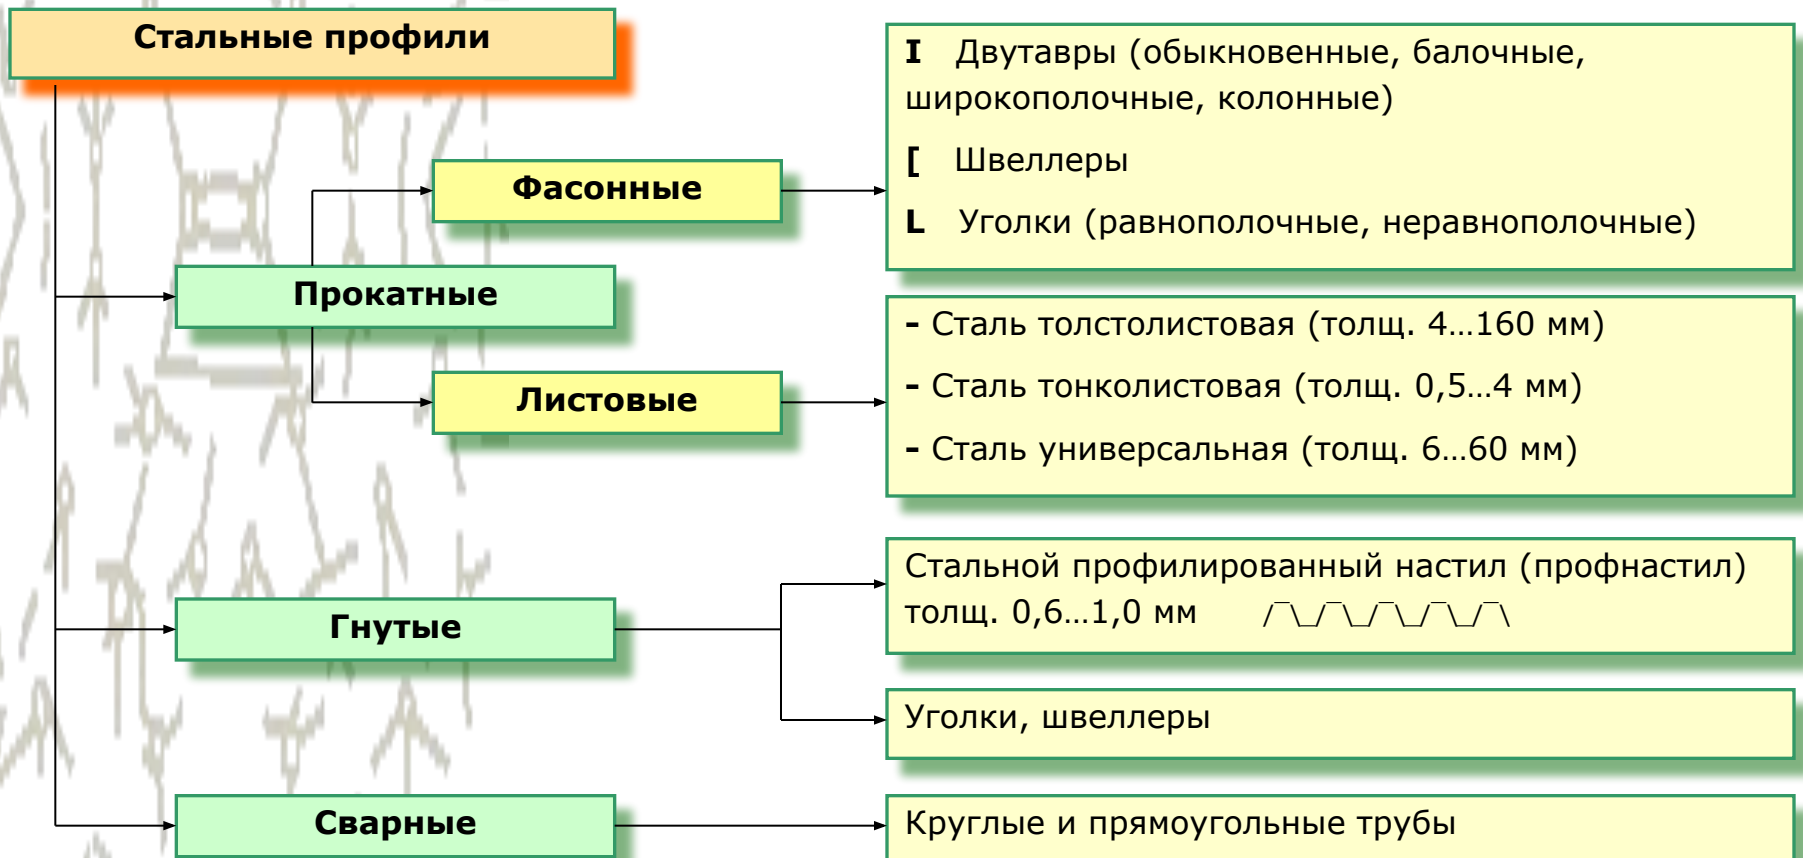 Стальные профили
I Двутавры (обыкновенные, балочные,
широкополочные, колонные)
[ Швеллеры
L Уголки (равнополочные, неравнополочные)
Фасонные
Прокатные
Листовые
- Сталь толстолистовая (толщ. 4…160 мм)
- Сталь тонколистовая (толщ. 0,5…4 мм)
- Сталь универсальная (толщ. 6…60 мм)
Гнутые
Стальной профилированный настил (профнастил)
толщ. 0,6…1,0 мм /¯\_/¯\_/¯\_/¯\_/¯\
Уголки, швеллеры
Сварные
Круглые и прямоугольные трубы